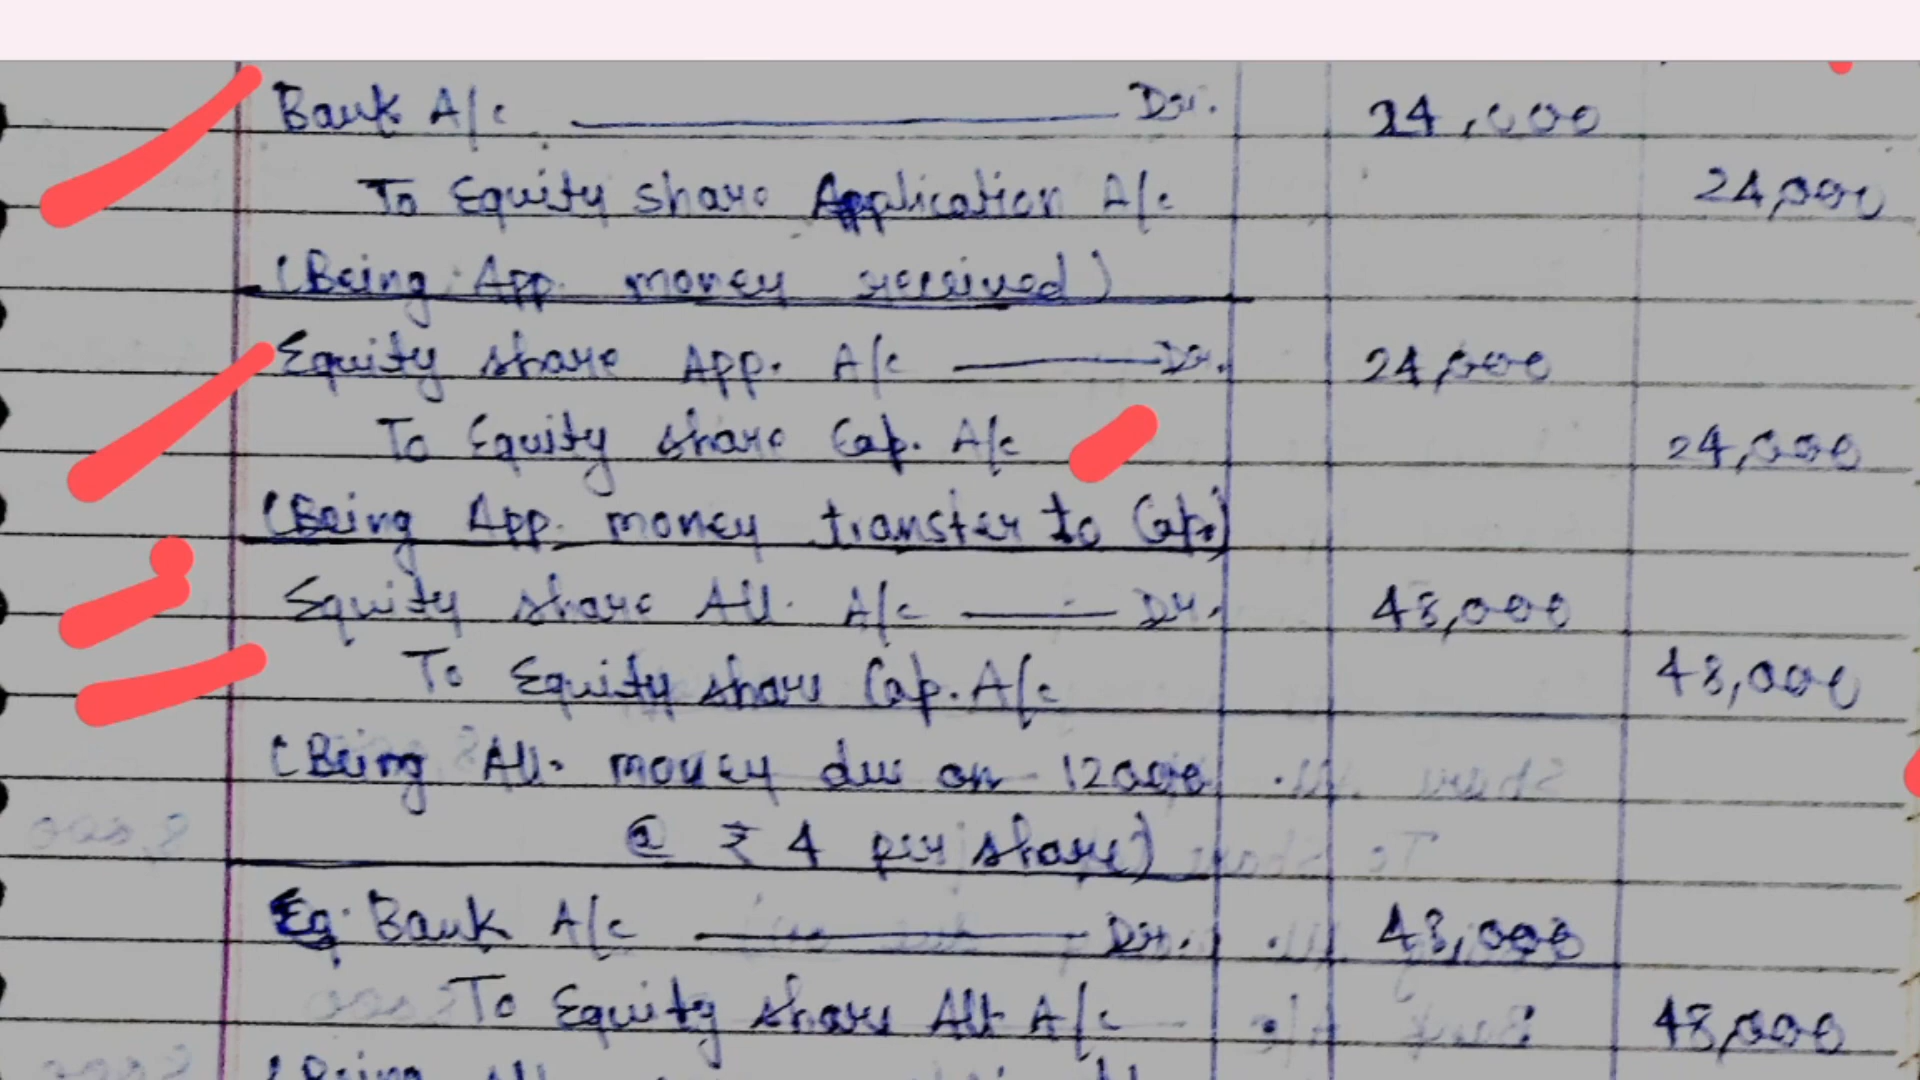 Bank A/c ———— Dr. 24,000
To Equity share Application A/c 24,000
(Being App. money received)
Equity share App. A/c ——— Dr. 24,000
To Equity share Cap. A/c 24,000
(Being App. money transfer to Cap.)
Equity share All. A/c ——— Dr. 48,000
To Equity share Cap. A/c 48,000
(Being All. money due on 12000
@ ₹ 4 per share)
Eq. Bank A/c ———— Dr. 48,000
To Equity share Allt A/c 48,000
(Being